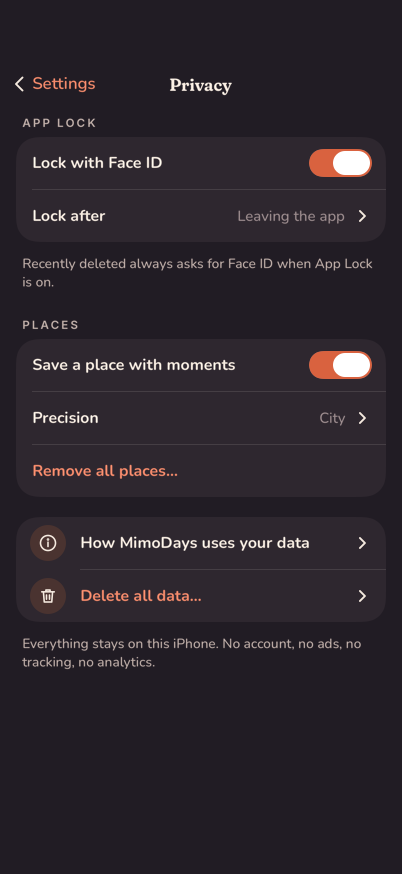 Settings
Privacy
APP LOCK
Lock with Face ID
Lock after
Leaving the app
Recently deleted always asks for Face ID when App Lock
is on.
PLACES
Save a place with moments
Precision
City
Remove all places...
How MimoDays uses your data
Delete all data...
Everything stays on this iPhone. No account, no ads, no
tracking, no analytics.